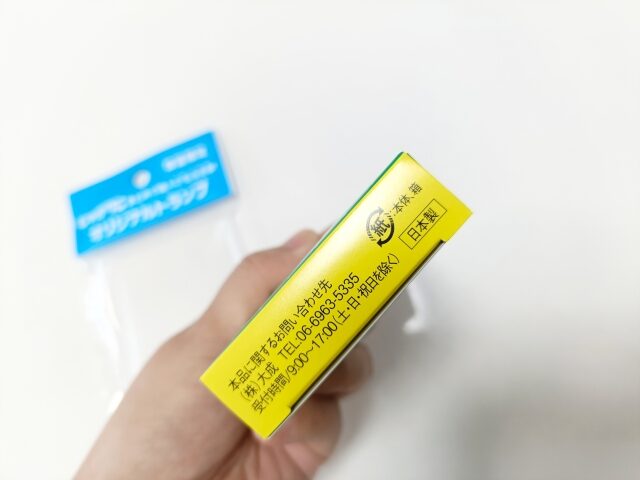 オリジナルトランプ
紙 本体、箱
日本製
本品に関するお問い合わせ先
(株)大成 TEL:06-6963-5335
受付時間/9:00〜17:00(土・日・祝日を除く)